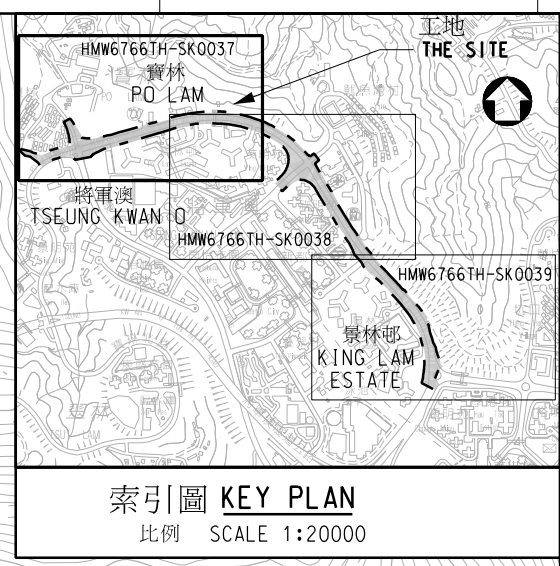 工地
THE SITE
HMW6766TH-SK0037
寶林
PO LAM
將軍澳
TSEUNG KWAN O
HMW6766TH-SK0038
HMW6766TH-SK0039
景林邨
KING LAM
ESTATE
索引圖 KEY PLAN
比例 SCALE 1:20000